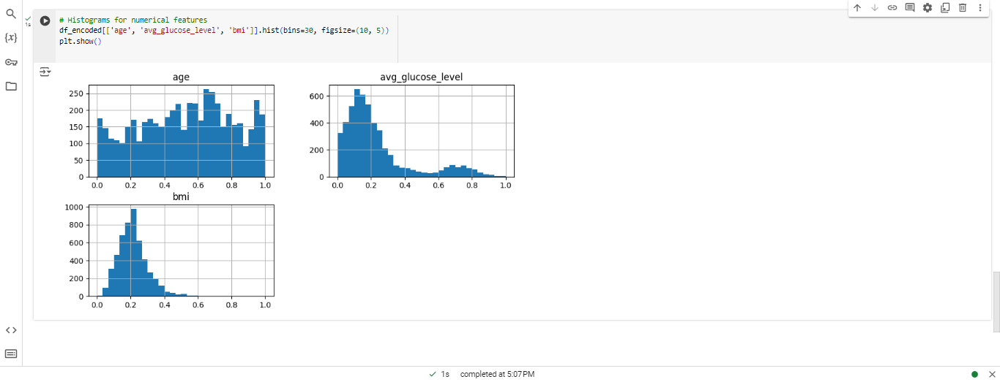 # Histograms for numerical features
df_encoded[['age', 'avg_glucose_level', 'bmi']].hist(bins=30, figsize=(10, 5))
plt.show()
1s
{x}
age
250
200
150
100
50
0
0.0 0.2 0.4 0.6 0.8 1.0
avg_glucose_level
600
400
200
0
0.0 0.2 0.4 0.6 0.8 1.0
bmi
1000
800
600
400
200
0
0.0 0.2 0.4 0.6 0.8 1.0
1s completed at 5:07 PM